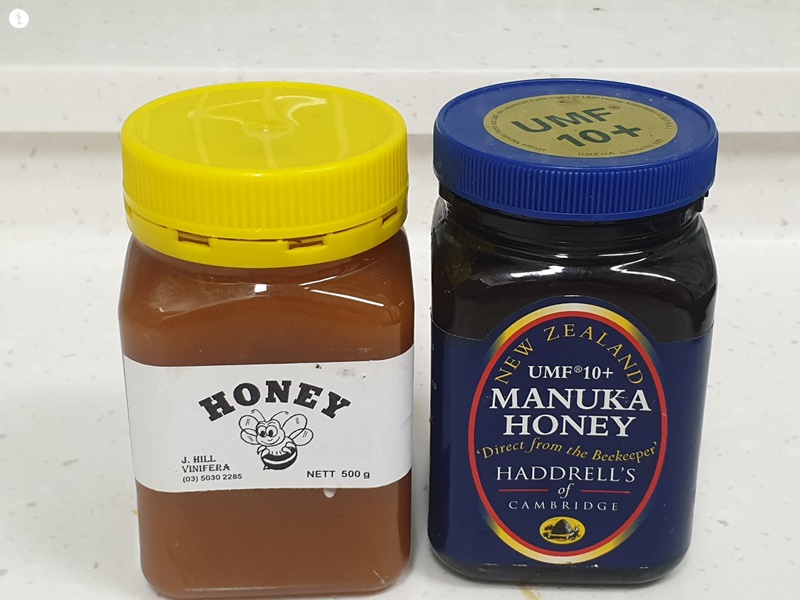 HONEY
J. HILL
VINIFERA
(03) 5030 2285
NETT 500 g
UMF
10+
NEW ZEALAND
UMF®10+
MANUKA
HONEY
'Direct from the Beekeeper'
HADDRELL'S
of
CAMBRIDGE